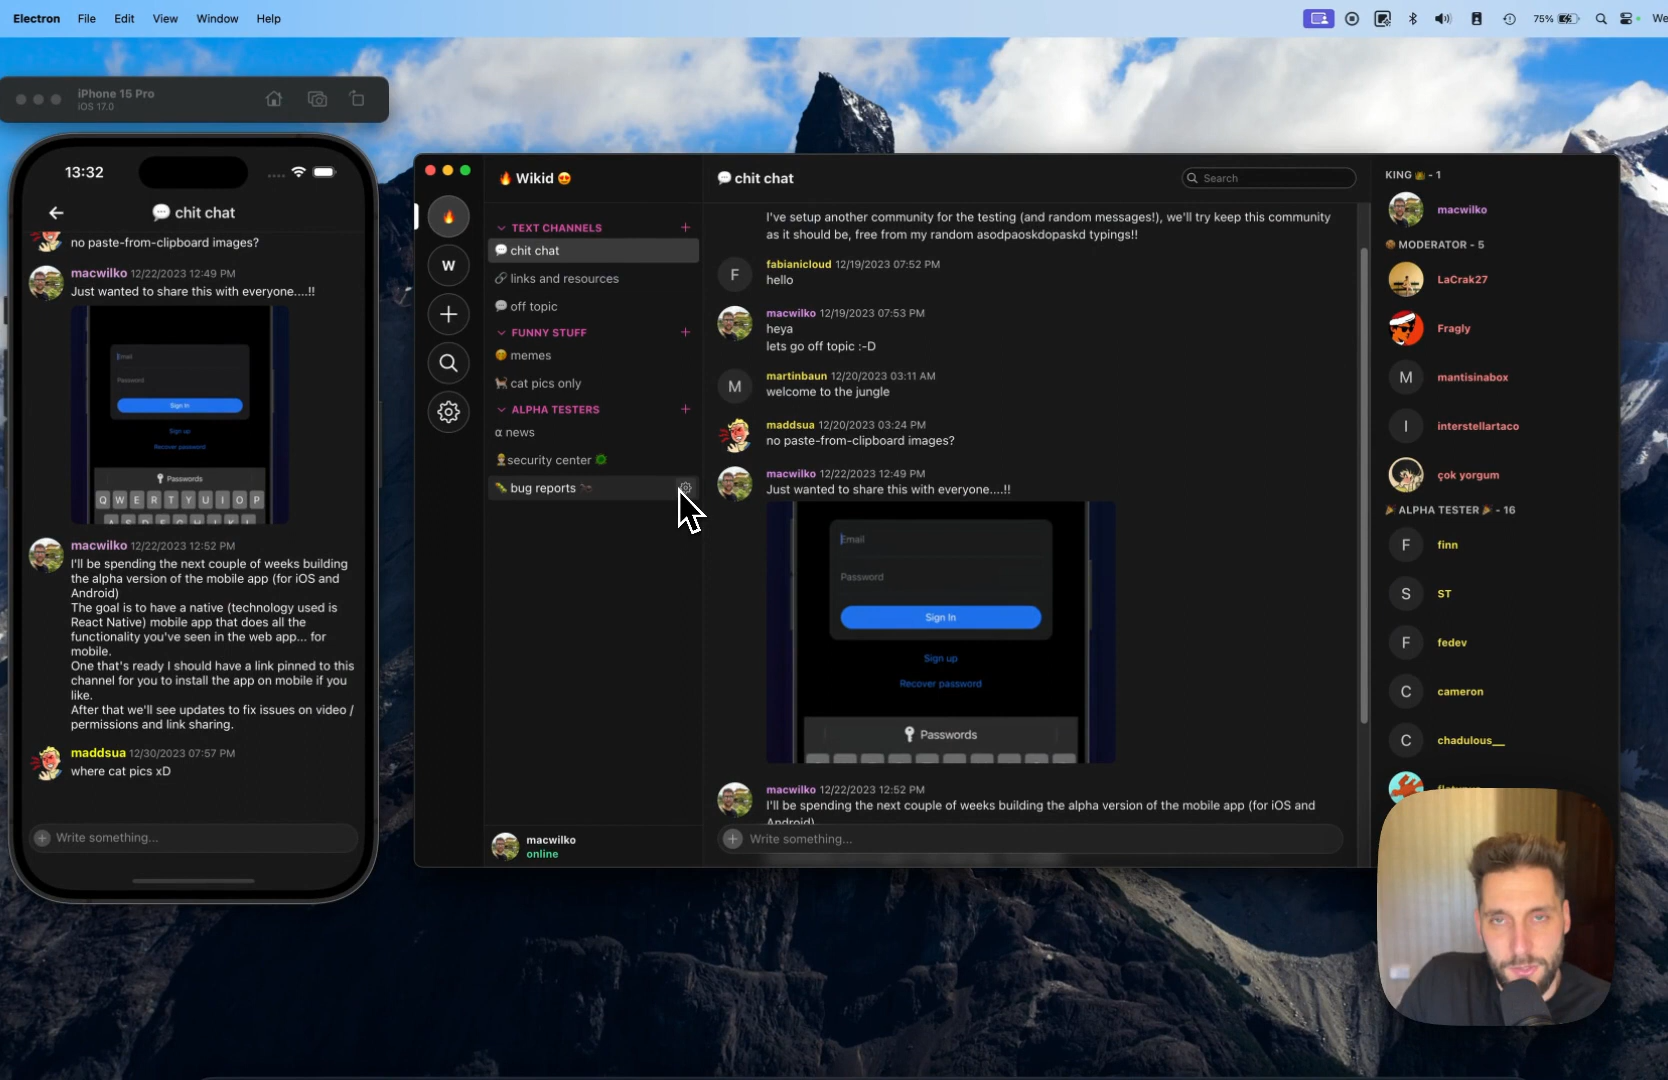 Electron File Edit View Window Help
75%
We
iPhone 15 Pro
iOS 17.0
13:32
💬 chit chat
no paste-from-clipboard images?
macwilko 12/22/2023 12:49 PM
Just wanted to share this with everyone....!!
Email
Password
Sign In
Sign up
Recover password
Passwords
Q W E R T Y U I O P
A S D F G H J K L
macwilko 12/22/2023 12:52 PM
I'll be spending the next couple of weeks building
the alpha version of the mobile app (for iOS and
Android)
The goal is to have a native (technology used is
React Native) mobile app that does all the
functionality you've seen in the web app... for
mobile.
One that's ready I should have a link pinned to this
channel for you to install the app on mobile if you
like.
After that we'll see updates to fix issues on video /
permissions and link sharing.
maddsua 12/30/2023 07:57 PM
where cat pics xD
Write something...
🔥 Wikid 😍
W
TEXT CHANNELS
💬 chit chat
🔗 links and resources
💬 off topic
FUNNY STUFF
memes
🐈 cat pics only
ALPHA TESTERS
α news
security center
🐛 bug reports
macwilko
online
💬 chit chat
Search
I've setup another community for the testing (and random messages!), we'll try keep this community
as it should be, free from my random asodpaoskdopaskd typings!!
F
fabianicloud 12/19/2023 07:52 PM
hello
macwilko 12/19/2023 07:53 PM
heya
lets go off topic :-D
M
martinbaun 12/20/2023 03:11 AM
welcome to the jungle
maddsua 12/20/2023 03:24 PM
no paste-from-clipboard images?
macwilko 12/22/2023 12:49 PM
Just wanted to share this with everyone....!!
Email
Password
Sign In
Sign up
Recover password
Passwords
macwilko 12/22/2023 12:52 PM
I'll be spending the next couple of weeks building the alpha version of the mobile app (for iOS and
Android)
Write something...
KING 👑 - 1
macwilko
🍪 MODERATOR - 5
LaCrak27
Fragly
M mantisinabox
I interstellartaco
çok yorgum
🎉 ALPHA TESTER 🎉 - 16
F finn
S ST
F fedev
C cameron
C chadulous__